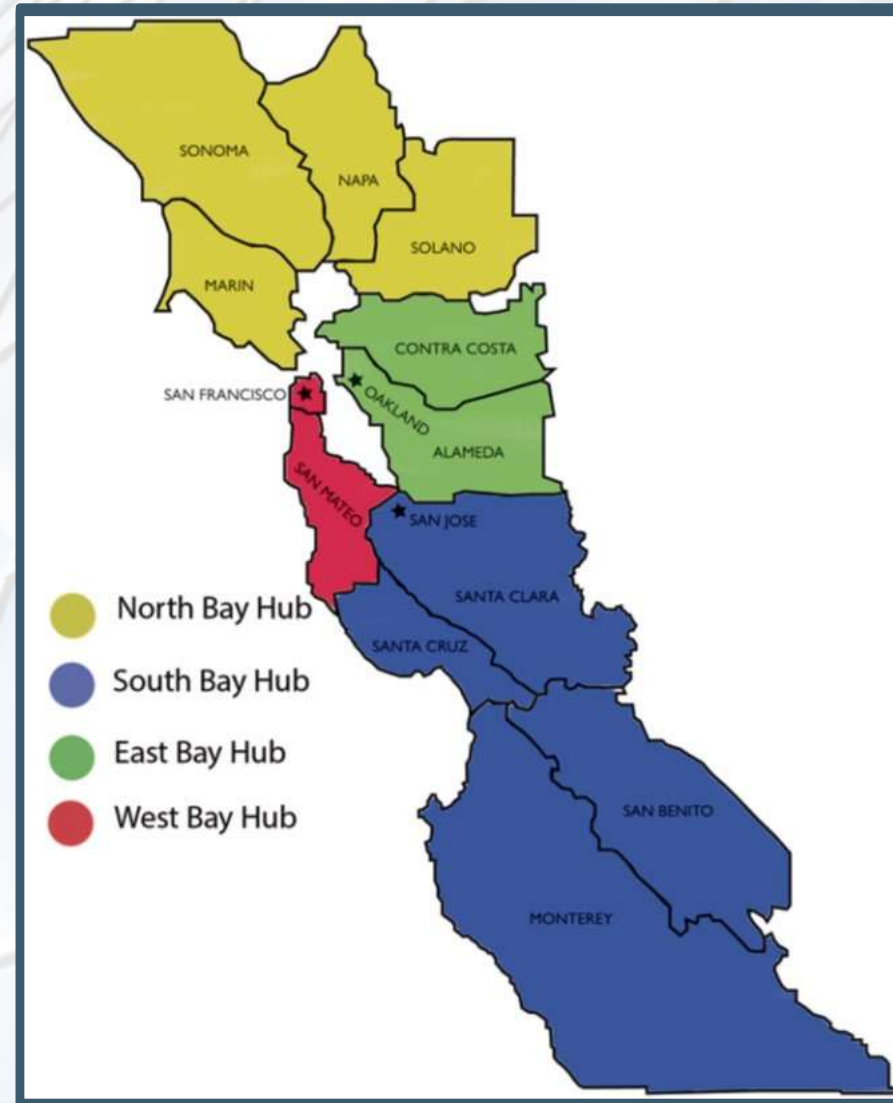 SONOMA
NAPA
SOLANO
MARIN
CONTRA COSTA
SAN FRANCISCO
OAKLAND
ALAMEDA
SAN MATEO
SAN JOSE
SANTA CLARA
SANTA CRUZ
North Bay Hub
South Bay Hub
East Bay Hub
West Bay Hub
SAN BENITO
MONTEREY